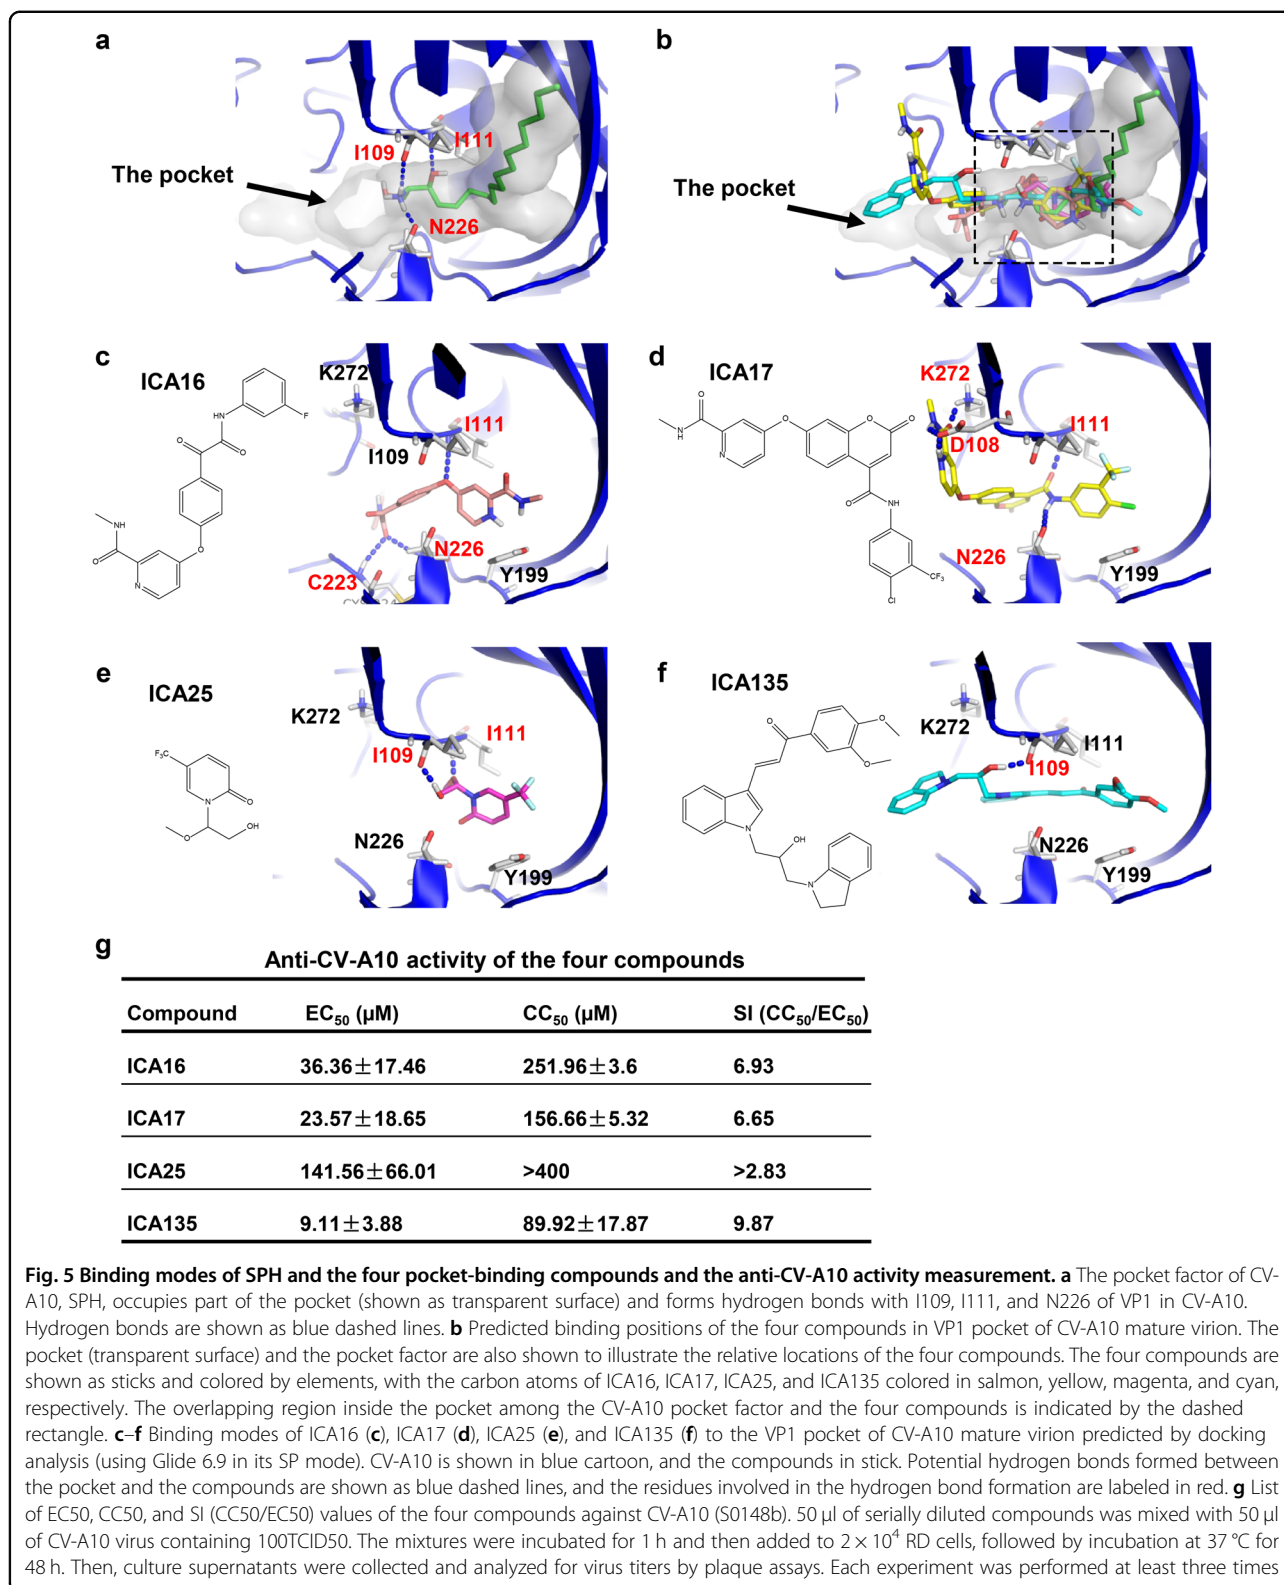 a
I109
I111
The pocket
N226
b
The pocket
c
ICA16
K272
I111
I109
N226
C223
Y199
HN
F
O
O
NH
O
O
N
d
ICA17
K272
D108
I111
N226
Y199
O
NH
N
O
O
O
O
NH
CF₃
Cl
e
ICA25
K272
I109
I111
N226
Y199
F₃C
N
O
O
OH
f
ICA135
K272
I111
I109
N226
Y199
O
O
O
N
OH
N
g
Anti-CV-A10 activity of the four compounds
Compound EC₅₀ (µM) CC₅₀ (µM) SI (CC₅₀/EC₅₀)
ICA16 36.36±17.46 251.96±3.6 6.93
ICA17 23.57±18.65 156.66±5.32 6.65
ICA25 141.56±66.01 >400 >2.83
ICA135 9.11±3.88 89.92±17.87 9.87
Fig. 5 Binding modes of SPH and the four pocket-binding compounds and the anti-CV-A10 activity measurement. a The pocket factor of CV-
A10, SPH, occupies part of the pocket (shown as transparent surface) and forms hydrogen bonds with I109, I111, and N226 of VP1 in CV-A10.
Hydrogen bonds are shown as blue dashed lines. b Predicted binding positions of the four compounds in VP1 pocket of CV-A10 mature virion. The
pocket (transparent surface) and the pocket factor are also shown to illustrate the relative locations of the four compounds. The four compounds are
shown as sticks and colored by elements, with the carbon atoms of ICA16, ICA17, ICA25, and ICA135 colored in salmon, yellow, magenta, and cyan,
respectively. The overlapping region inside the pocket among the CV-A10 pocket factor and the four compounds is indicated by the dashed
rectangle. c–f Binding modes of ICA16 (c), ICA17 (d), ICA25 (e), and ICA135 (f) to the VP1 pocket of CV-A10 mature virion predicted by docking
analysis (using Glide 6.9 in its SP mode). CV-A10 is shown in blue cartoon, and the compounds in stick. Potential hydrogen bonds formed between
the pocket and the compounds are shown as blue dashed lines, and the residues involved in the hydrogen bond formation are labeled in red. g List
of EC50, CC50, and SI (CC50/EC50) values of the four compounds against CV-A10 (S0148b). 50 µl of serially diluted compounds was mixed with 50 µl
of CV-A10 virus containing 100TCID50. The mixtures were incubated for 1 h and then added to 2 × 10⁴ RD cells, followed by incubation at 37 °C for
48 h. Then, culture supernatants were collected and analyzed for virus titers by plaque assays. Each experiment was performed at least three times